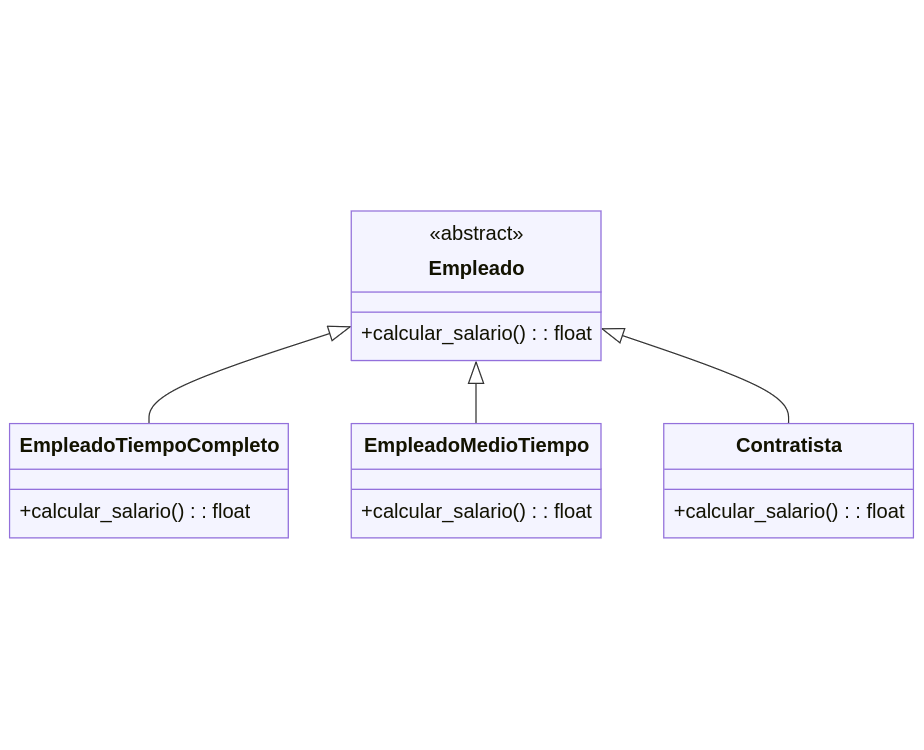 «abstract»
Empleado
+calcular_salario() : : float
EmpleadoTiempoCompleto
+calcular_salario() : : float
EmpleadoMedioTiempo
+calcular_salario() : : float
Contratista
+calcular_salario() : : float